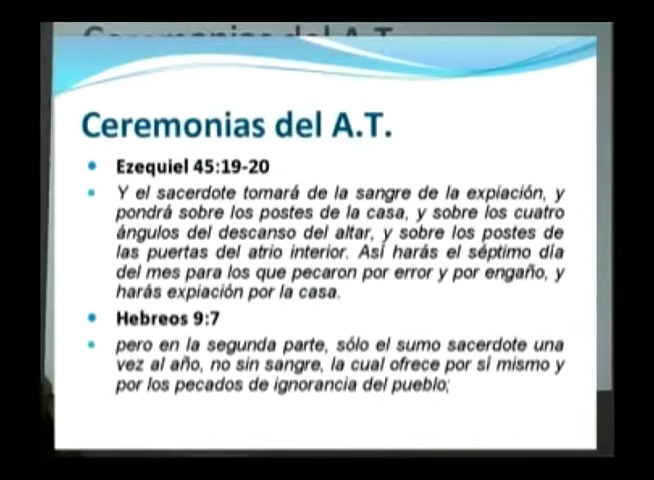 Ceremonias del A.T.
Ceremonias del A.T.
Ezequiel 45:19-20
Y el sacerdote tomará de la sangre de la expiación, y
pondrá sobre los postes de la casa, y sobre los cuatro
ángulos del descanso del altar, y sobre los postes de
las puertas del atrio interior. Así harás el séptimo día
del mes para los que pecaron por error y por engaño, y
harás expiación por la casa.
Hebreos 9:7
pero en la segunda parte, sólo el sumo sacerdote una
vez al año, no sin sangre, la cual ofrece por sí mismo y
por los pecados de ignorancia del pueblo;